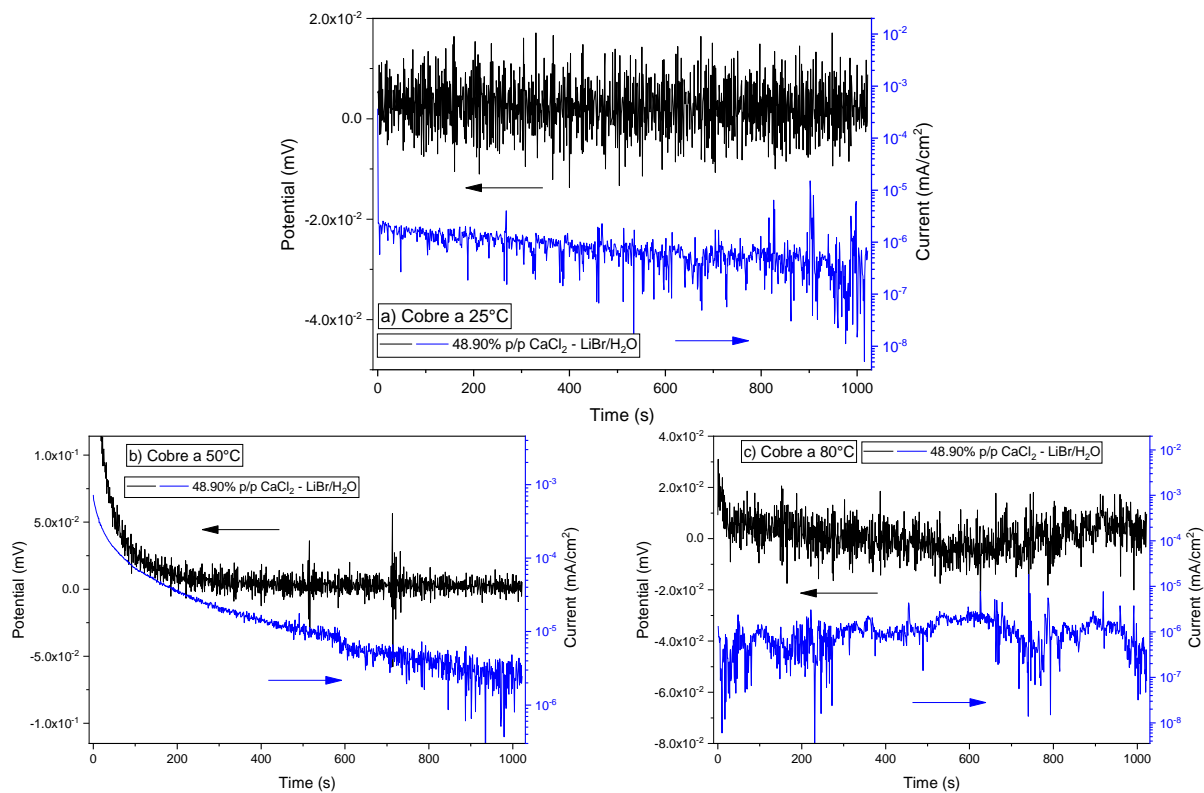 2.0x10⁻²
0.0
-2.0x10⁻²
-4.0x10⁻²
Potential (mV)
10⁻²
10⁻³
10⁻⁴
10⁻⁵
10⁻⁶
10⁻⁷
10⁻⁸
Current (mA/cm²)
a) Cobre a 25°C
48.90% p/p CaCl₂ - LiBr/H₂O
0 200 400 600 800 1000
Time (s)
1.0x10⁻¹
5.0x10⁻²
0.0
-5.0x10⁻²
-1.0x10⁻¹
Potential (mV)
b) Cobre a 50°C
48.90% p/p CaCl₂ - LiBr/H₂O
10⁻³
10⁻⁴
10⁻⁵
10⁻⁶
Current (mA/cm²)
0 200 400 600 800 1000
Time (s)
4.0x10⁻²
2.0x10⁻²
0.0
-2.0x10⁻²
-4.0x10⁻²
-6.0x10⁻²
-8.0x10⁻²
Potential (mV)
c) Cobre a 80°C
48.90% p/p CaCl₂ - LiBr/H₂O
10⁻²
10⁻³
10⁻⁴
10⁻⁵
10⁻⁶
10⁻⁷
10⁻⁸
Current (mA/cm²)
0 200 400 600 800 1000
Time (s)